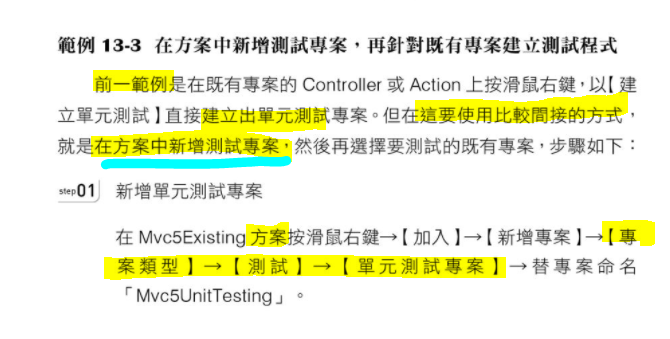 範例 13-3 在方案中新增測試專案,再針對既有專案建立測試程式
前一範例是在既有專案的 Controller 或 Action 上按滑鼠右鍵,以【建
立單元測試】直接建立出單元測試專案。但在這要使用比較間接的方式,
就是在方案中新增測試專案,然後再選擇要測試的既有專案,步驟如下:
step01 新增單元測試專案
在 Mvc5Existing 方案按滑鼠右鍵→【加入】→【新增專案】→【專
案類型】→【測試】→【單元測試專案】→替專案命名
「Mvc5UnitTesting」。